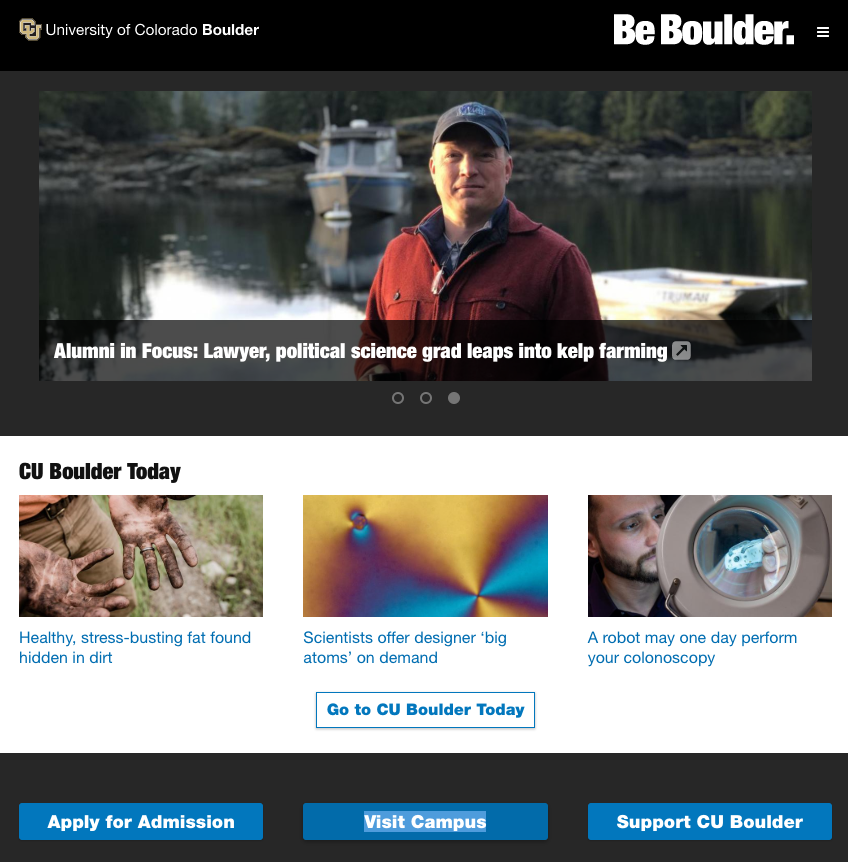 University of Colorado Boulder
Be Boulder.
TRUMAN
Alumni in Focus: Lawyer, political science grad leaps into kelp farming
CU Boulder Today
Healthy, stress-busting fat found
hidden in dirt
Scientists offer designer ‘big
atoms’ on demand
A robot may one day perform
your colonoscopy
Go to CU Boulder Today
Apply for Admission
Visit Campus
Support CU Boulder